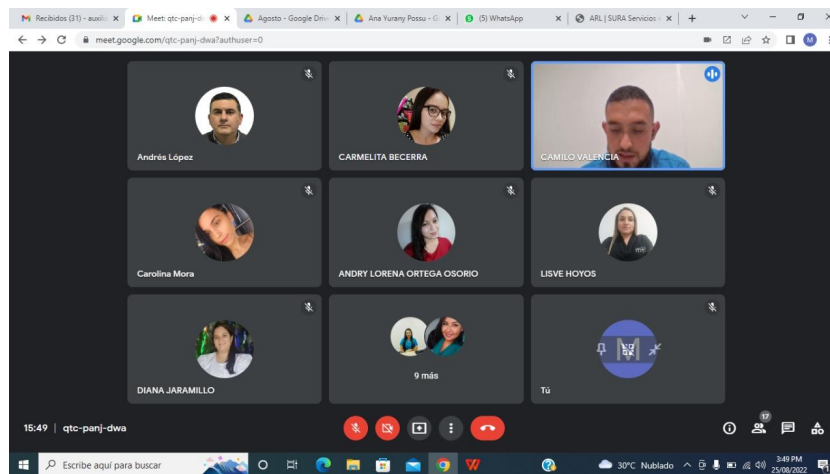 Recibidos (31) - auxilia
Meet: qtc-panj-d
Agosto - Google Driv
Ana Yurany Possu - G
(5) WhatsApp
ARL | SURA Servicios
meet.google.com/qtc-panj-dwa?authuser=0
M
Andrés López
CARMELITA BECERRA
CAMILO VALENCIA
Carolina Mora
ANDRY LORENA ORTEGA OSORIO
LISVE HOYOS
DIANA JARAMILLO
9 más
M
Tú
15:49 | qtc-panj-dwa
17
Escribe aquí para buscar
30°C Nublado
3:49 PM
25/08/2022